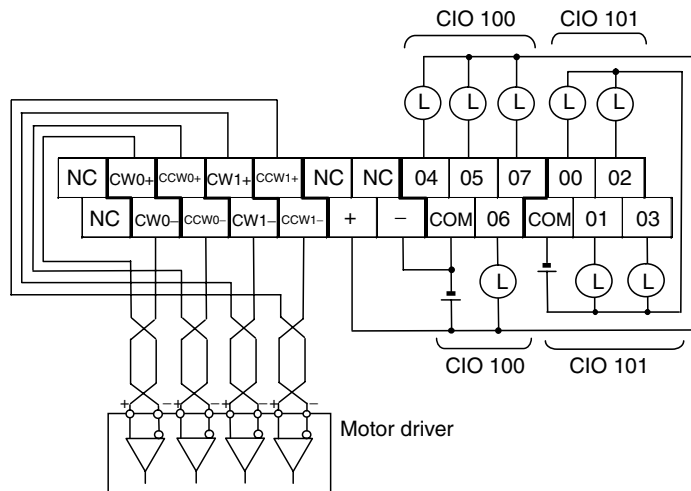 CIO 100 CIO 101
L L L L L
NC CW0+ CCW0+ CW1+ CCW1+ NC NC 04 05 07 00 02
NC CW0− CCW0− CW1− CCW1− + − COM 06 COM 01 03
L L L
CIO 100 CIO 101
+ − + − + − + −
Motor driver